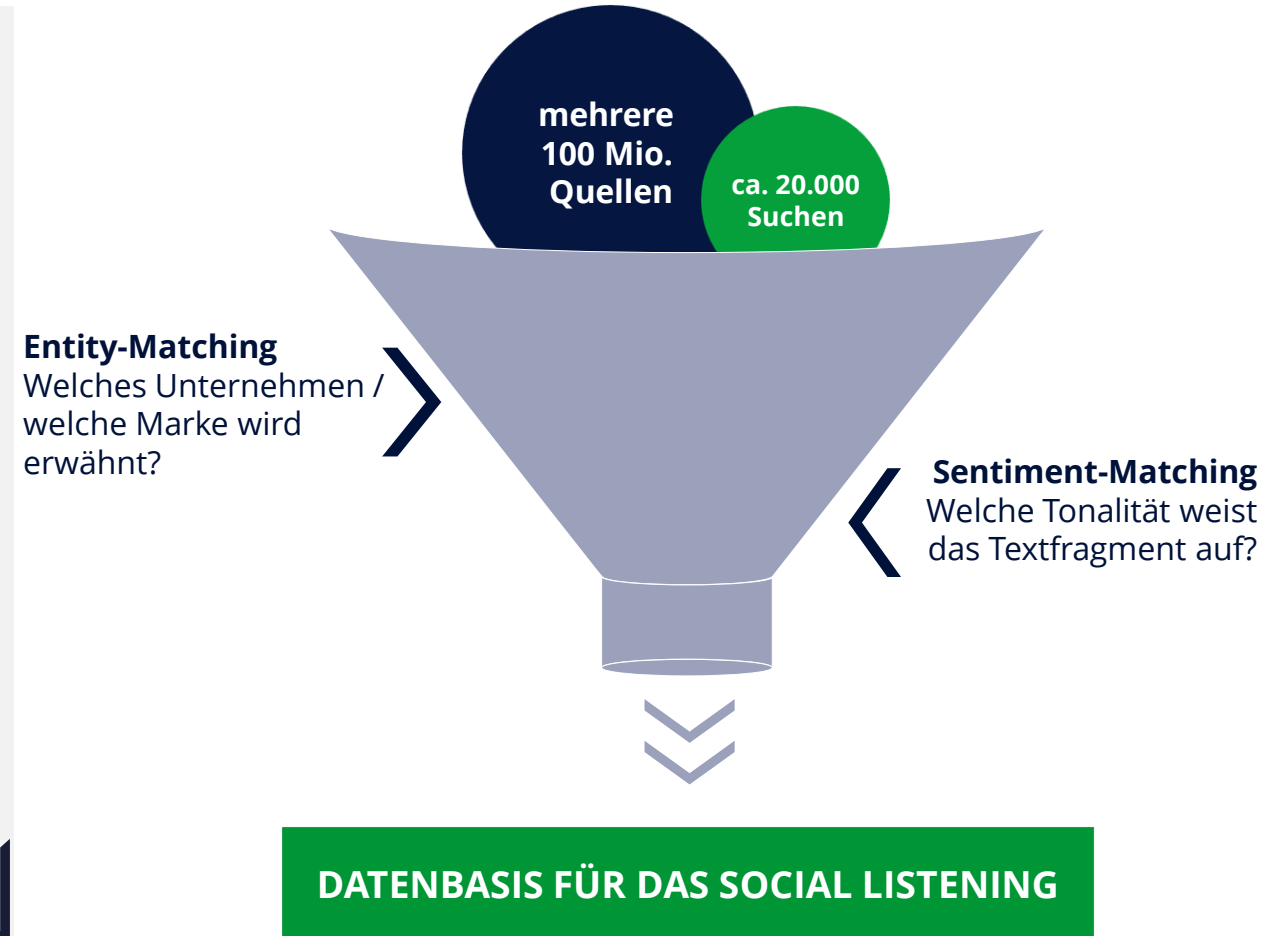 mehrere
100 Mio.
Quellen
ca. 20.000
Suchen
Entity-Matching
Welches Unternehmen /
welche Marke wird
erwähnt?
Sentiment-Matching
Welche Tonalität weist
das Textfragment auf?
DATENBASIS FÜR DAS SOCIAL LISTENING